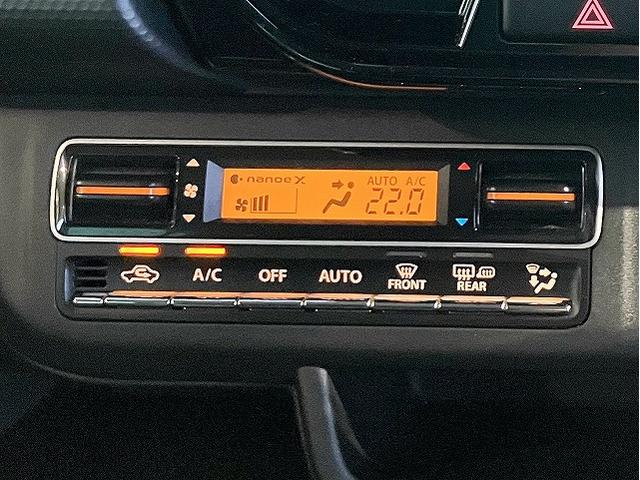 nanoe X AUTO A/C
22.0
A/C OFF AUTO FRONT REAR